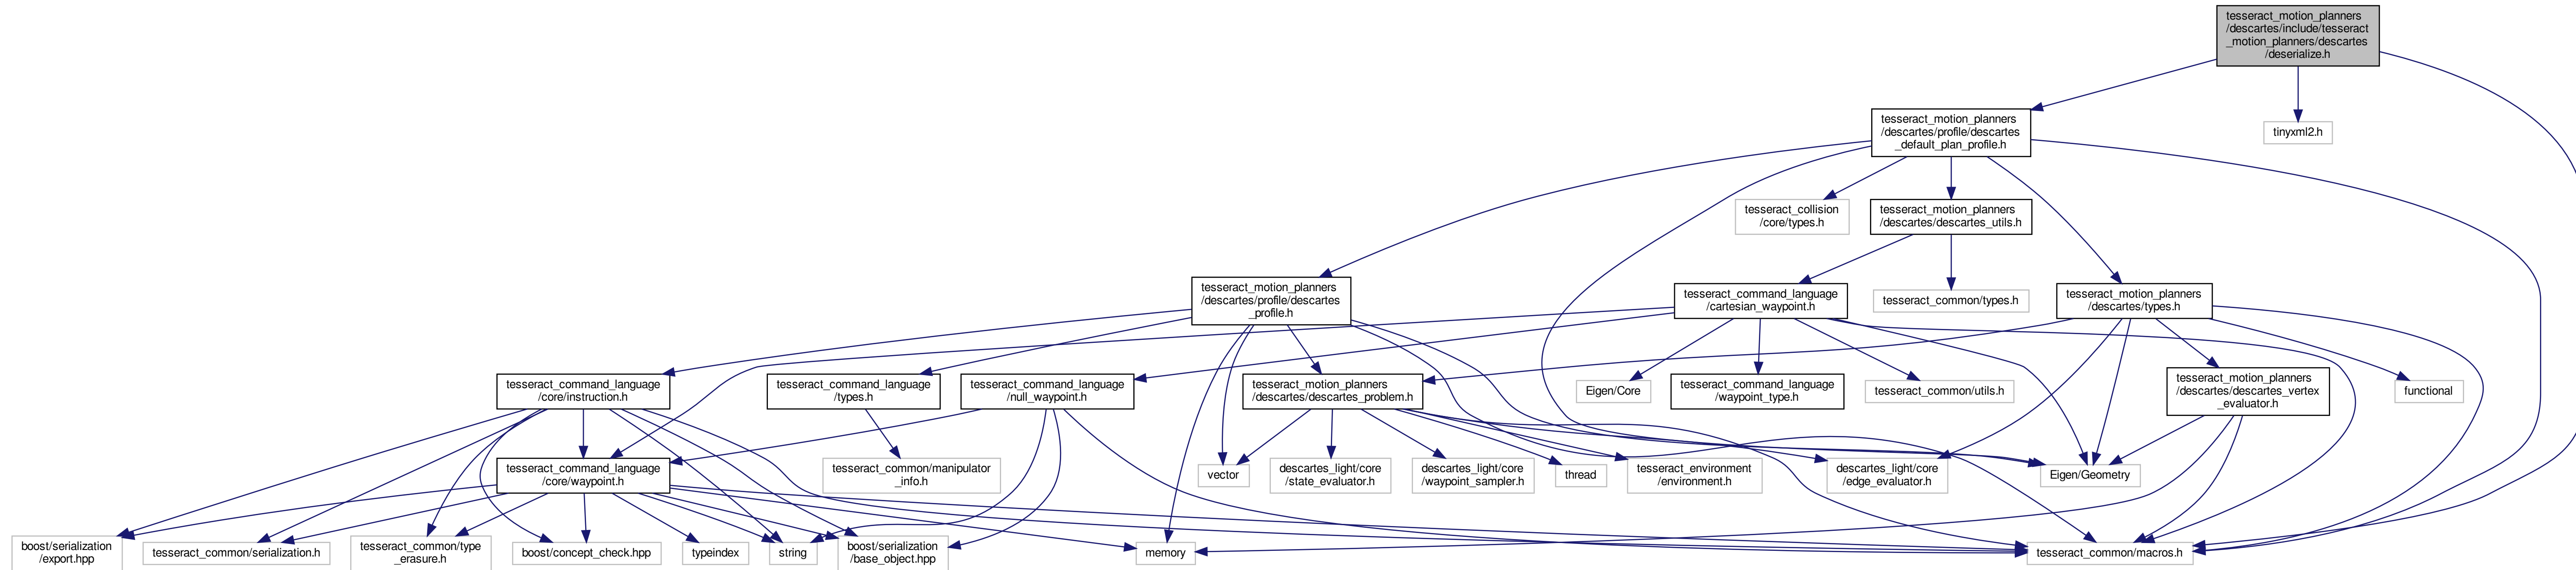 tesseract_motion_planners
/descartes/include/tesseract
_motion_planners/descartes
/deserialize.h
tesseract_motion_planners
/descartes/profile/descartes
_default_plan_profile.h
tinyxml2.h
tesseract_collision
/core/types.h
tesseract_motion_planners
/descartes/descartes_utils.h
tesseract_motion_planners
/descartes/profile/descartes
_profile.h
tesseract_command_language
/cartesian_waypoint.h
tesseract_common/types.h
tesseract_motion_planners
/descartes/types.h
tesseract_command_language
/core/instruction.h
tesseract_command_language
/types.h
tesseract_command_language
/null_waypoint.h
tesseract_motion_planners
/descartes/descartes_problem.h
Eigen/Core
tesseract_command_language
/waypoint_type.h
tesseract_common/utils.h
tesseract_motion_planners
/descartes/descartes_vertex
_evaluator.h
functional
tesseract_command_language
/core/waypoint.h
tesseract_common/manipulator
_info.h
vector
descartes_light/core
/state_evaluator.h
descartes_light/core
/waypoint_sampler.h
thread
tesseract_environment
/environment.h
descartes_light/core
/edge_evaluator.h
Eigen/Geometry
boost/serialization
/export.hpp
tesseract_common/serialization.h
tesseract_common/type
_erasure.h
boost/concept_check.hpp
typeindex
string
boost/serialization
/base_object.hpp
memory
tesseract_common/macros.h